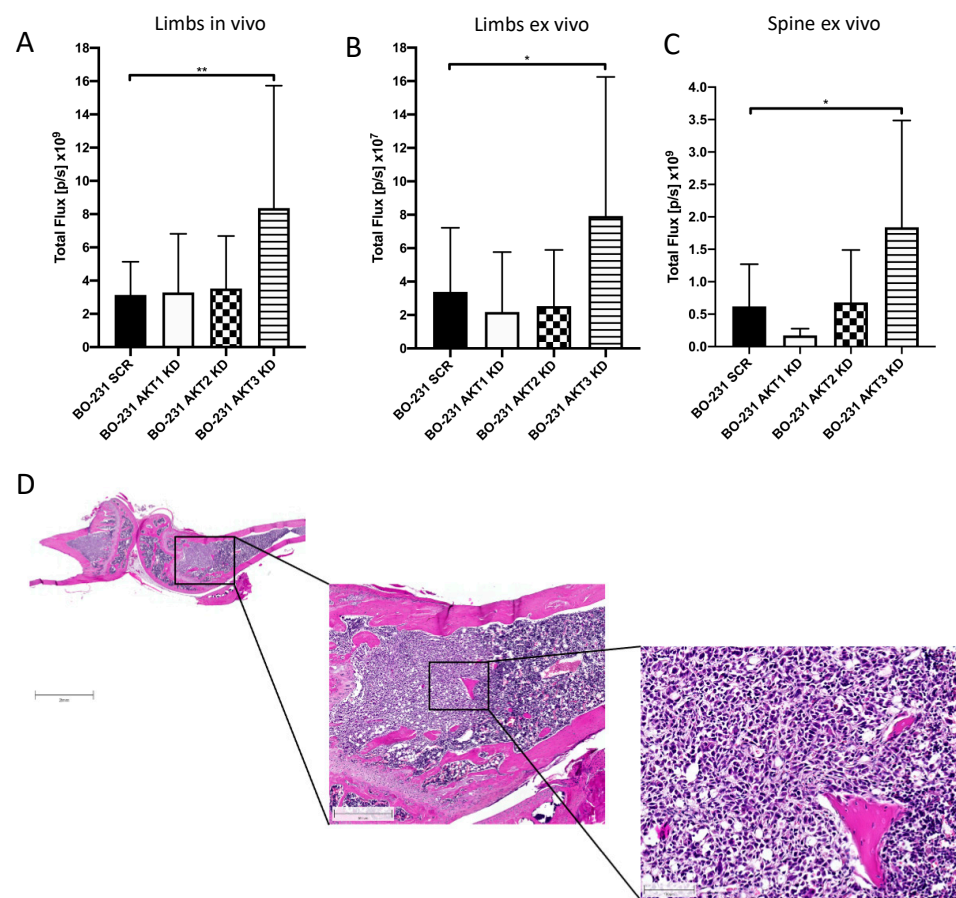 A
Limbs in vivo
Total Flux [p/s] x10⁹
18
16
14
12
10
8
6
4
2
0
**
BO-231 SCR
BO-231 AKT1 KD
BO-231 AKT2 KD
BO-231 AKT3 KD
B
Limbs ex vivo
Total Flux [p/s] x10⁷
18
16
14
12
10
8
6
4
2
0
*
BO-231 SCR
BO-231 AKT1 KD
BO-231 AKT2 KD
BO-231 AKT3 KD
C
Spine ex vivo
Total Flux [p/s] x10⁹
4.0
3.5
3.0
2.5
2.0
1.5
1.0
0.5
0.0
*
BO-231 SCR
BO-231 AKT1 KD
BO-231 AKT2 KD
BO-231 AKT3 KD
D